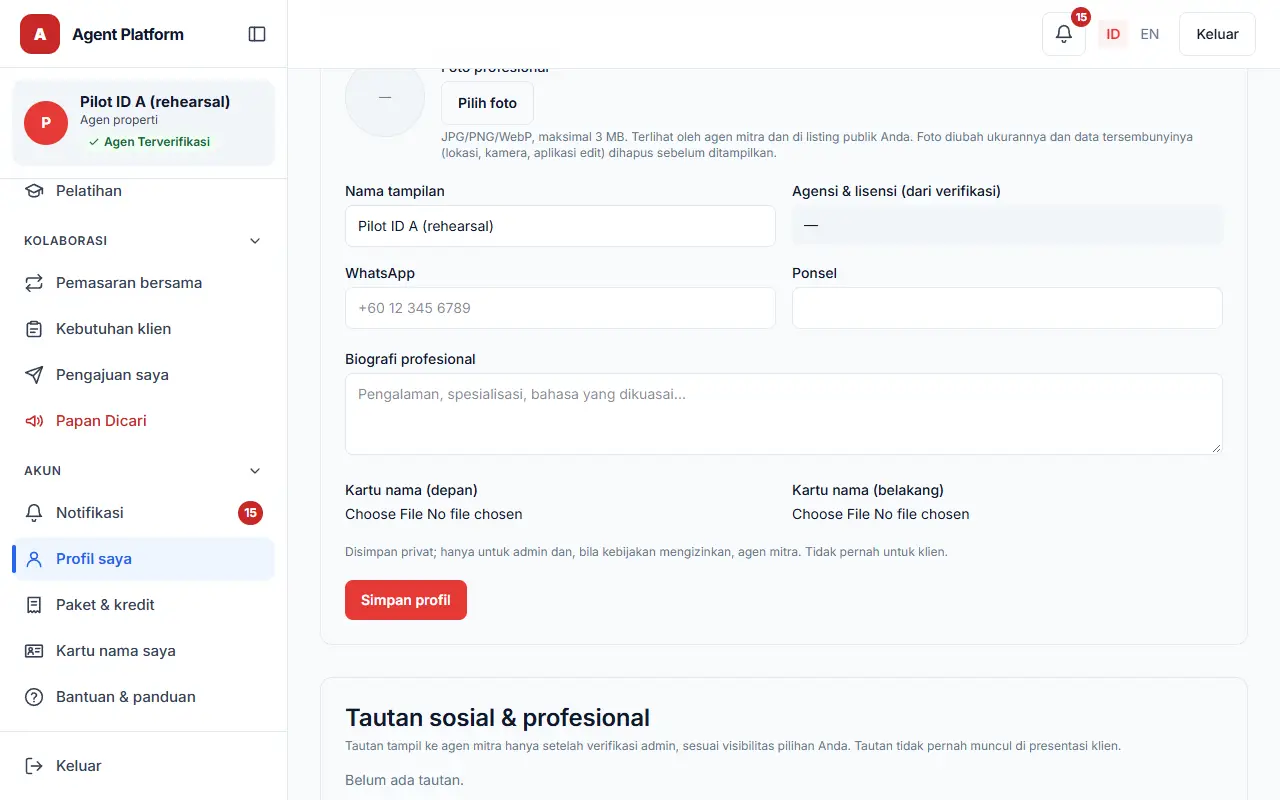 A Agent Platform
15
ID EN Keluar
P
Pilot ID A (rehearsal)
Agen properti
Agen Terverifikasi
Pelatihan
KOLABORASI
Pemasaran bersama
Kebutuhan klien
Pengajuan saya
Papan Dicari
AKUN
Notifikasi 15
Profil saya
Paket & kredit
Kartu nama saya
Bantuan & panduan
Keluar
Foto profesional
—
Pilih foto
JPG/PNG/WebP, maksimal 3 MB. Terlihat oleh agen mitra dan di listing publik Anda. Foto diubah ukurannya dan data tersembunyinya
(lokasi, kamera, aplikasi edit) dihapus sebelum ditampilkan.
Nama tampilan
Pilot ID A (rehearsal)
Agensi & lisensi (dari verifikasi)
—
WhatsApp
+60 12 345 6789
Ponsel
Biografi profesional
Pengalaman, spesialisasi, bahasa yang dikuasai...
Kartu nama (depan)
Choose File No file chosen
Kartu nama (belakang)
Choose File No file chosen
Disimpan privat; hanya untuk admin dan, bila kebijakan mengizinkan, agen mitra. Tidak pernah untuk klien.
Simpan profil
Tautan sosial & profesional
Tautan tampil ke agen mitra hanya setelah verifikasi admin, sesuai visibilitas pilihan Anda. Tautan tidak pernah muncul di presentasi klien.
Belum ada tautan.